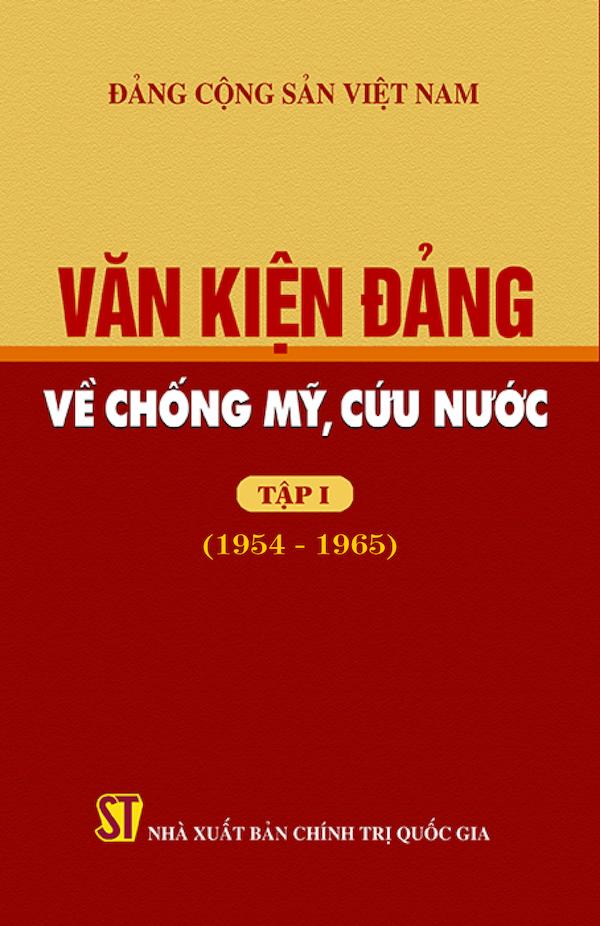 ĐẢNG CỘNG SẢN VIỆT NAM
VĂN KIỆN ĐẢNG
VỀ CHỐNG MỸ, CỨU NƯỚC
TẬP I
(1954 - 1965)
ST NHÀ XUẤT BẢN CHÍNH TRỊ QUỐC GIA